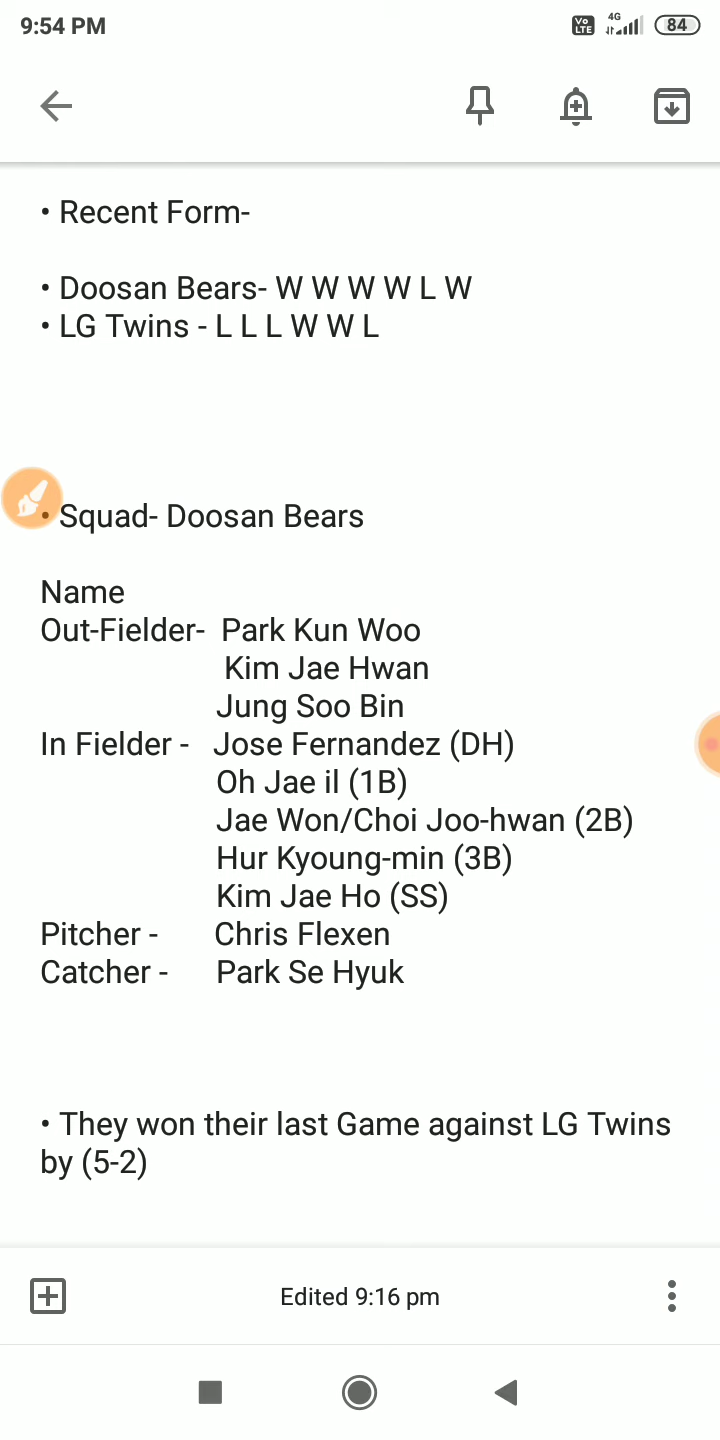 9:54 PM
Vo LTE 4G 84
• Recent Form-
• Doosan Bears- W W W W L W
• LG Twins - L L L W W L
• Squad- Doosan Bears
Name
Out-Fielder- Park Kun Woo
Kim Jae Hwan
Jung Soo Bin
In Fielder - Jose Fernandez (DH)
Oh Jae il (1B)
Jae Won/Choi Joo-hwan (2B)
Hur Kyoung-min (3B)
Kim Jae Ho (SS)
Pitcher - Chris Flexen
Catcher - Park Se Hyuk
• They won their last Game against LG Twins
by (5-2)
Edited 9:16 pm